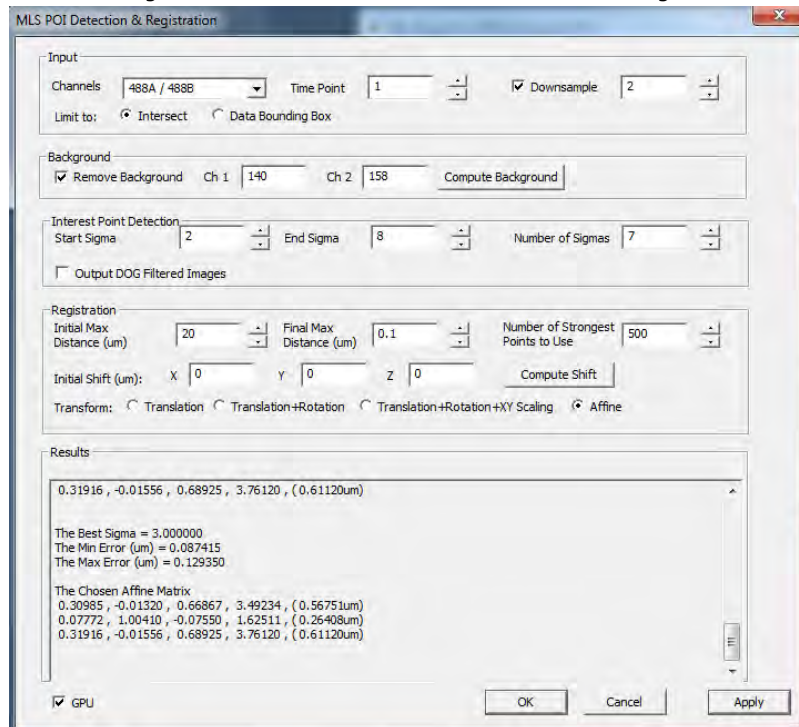 MLS POI Detection & Registration
Input
Channels 488A / 488B Time Point 1 Downsample 2
Limit to: Intersect Data Bounding Box
Background
Remove Background Ch 1 140 Ch 2 158 Compute Background
Interest Point Detection
Start Sigma 2 End Sigma 8 Number of Sigmas 7
Output DOG Filtered Images
Registration
Initial Max Distance (um) 20 Final Max Distance (um) 0.1 Number of Strongest Points to Use 500
Initial Shift (um): X 0 Y 0 Z 0 Compute Shift
Transform: Translation Translation+Rotation Translation+Rotation+XY Scaling Affine
Results
0.31916 , -0.01556 , 0.68925 , 3.76120 , ( 0.61120um)
The Best Sigma = 3.000000
The Min Error (um) = 0.087415
The Max Error (um) = 0.129350
The Chosen Affine Matrix
0.30985 , -0.01320 , 0.66867 , 3.49234 , ( 0.56751um)
0.07772 , 1.00410 , -0.07550 , 1.62511 , ( 0.26408um)
0.31916 , -0.01556 , 0.68925 , 3.76120 , ( 0.61120um)
GPU OK Cancel Apply